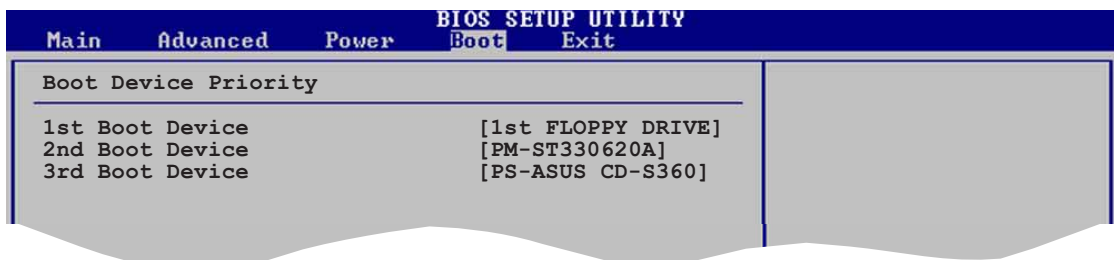 BIOS SETUP UTILITY
Main Advanced Power Boot Exit
Boot Device Priority
1st Boot Device [1st FLOPPY DRIVE]
2nd Boot Device [PM-ST330620A]
3rd Boot Device [PS-ASUS CD-S360]